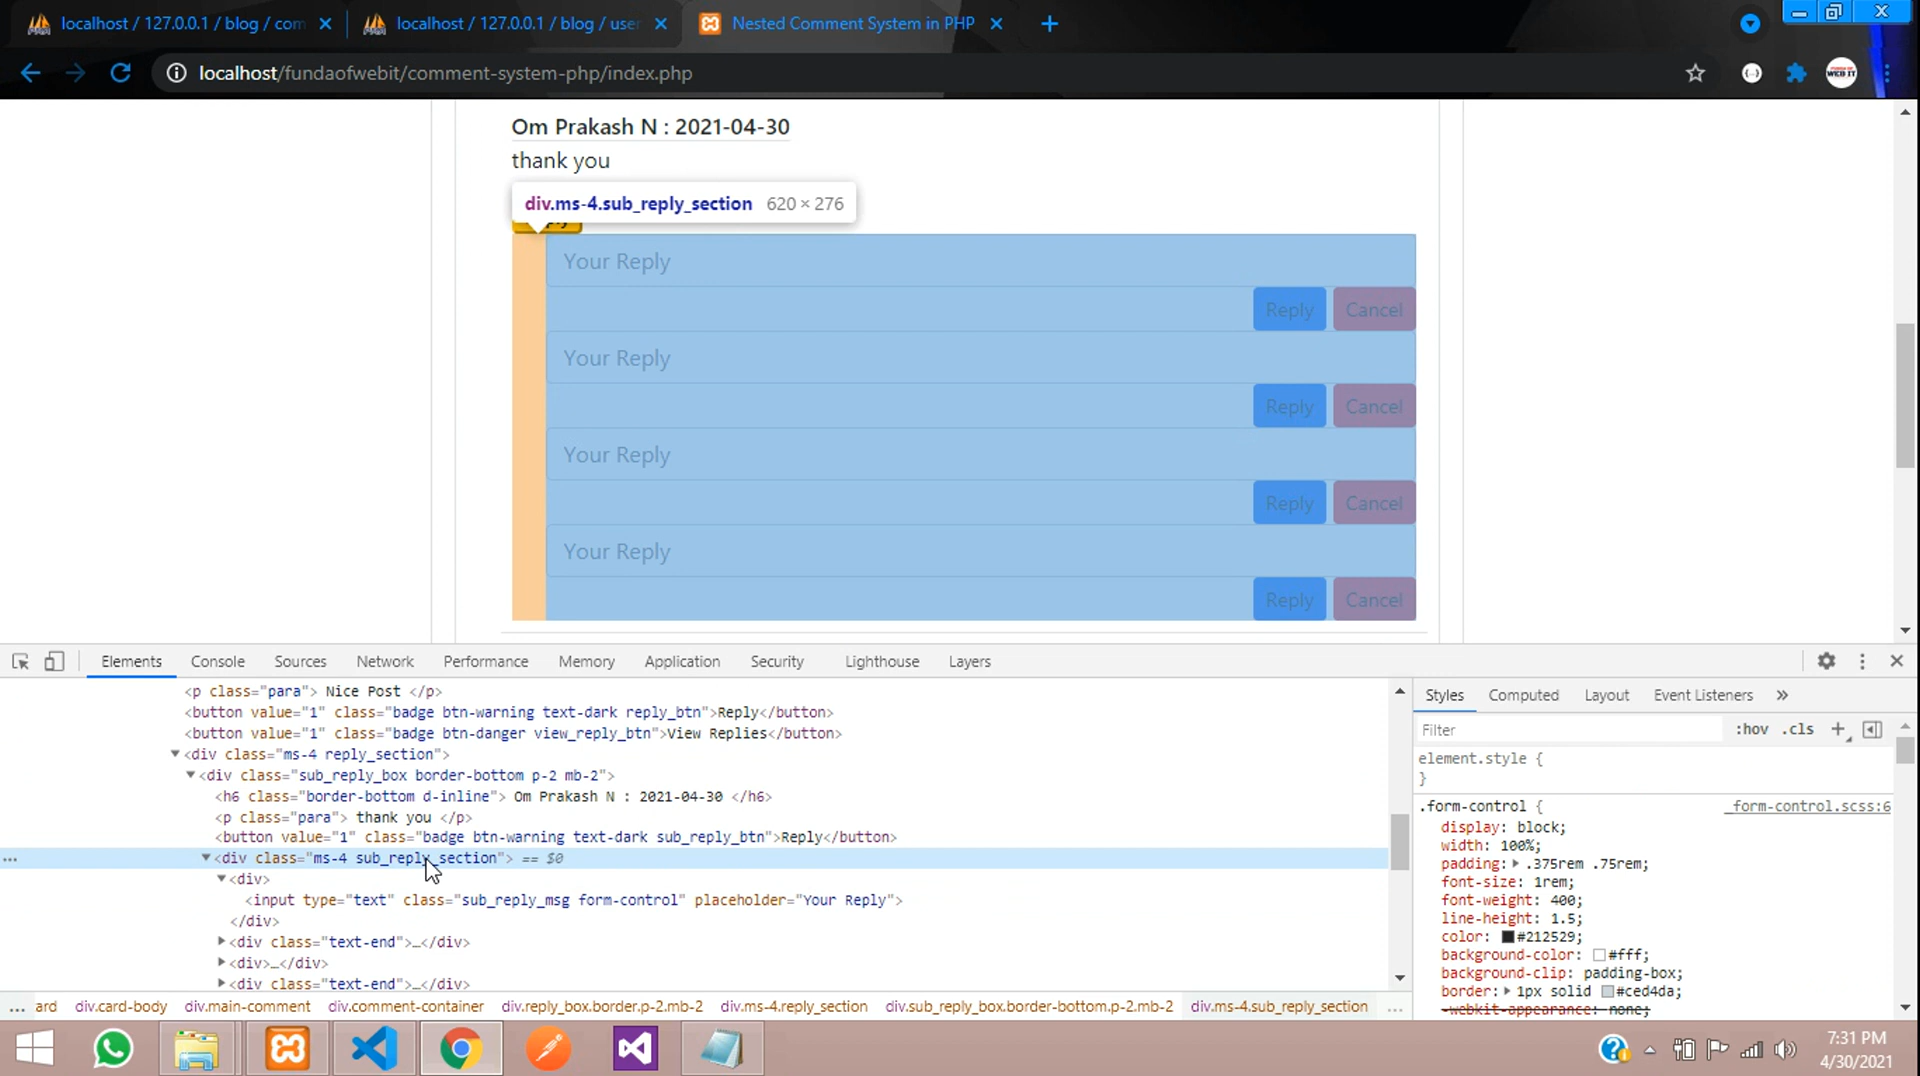 localhost / 127.0.0.1 / blog / com
localhost / 127.0.0.1 / blog / user
Nested Comment System in PHP
localhost/fundaofwebit/comment-system-php/index.php
Om Prakash N : 2021-04-30
thank you
div.ms-4.sub_reply_section 620 × 276
Your Reply
Reply Cancel
Your Reply
Reply Cancel
Your Reply
Reply Cancel
Your Reply
Reply Cancel
Elements Console Sources Network Performance Memory Application Security Lighthouse Layers
<p class="para"> Nice Post </p>
<button value="1" class="badge btn-warning text-dark reply_btn">Reply</button>
<button value="1" class="badge btn-danger view_reply_btn">View Replies</button>
<div class="ms-4 reply_section">
<div class="sub_reply_box border-bottom p-2 mb-2">
<h6 class="border-bottom d-inline"> Om Prakash N : 2021-04-30 </h6>
<p class="para"> thank you </p>
<button value="1" class="badge btn-warning text-dark sub_reply_btn">Reply</button>
<div class="ms-4 sub_reply_section"> == $0
<div>
<input type="text" class="sub_reply_msg form-control" placeholder="Your Reply">
</div>
<div class="text-end">…</div>
<div>…</div>
<div class="text-end">…</div>
... ard div.card-body div.main-comment div.comment-container div.reply_box.border.p-2.mb-2 div.ms-4.reply_section div.sub_reply_box.border-bottom.p-2.mb-2 div.ms-4.sub_reply_section ...
Styles Computed Layout Event Listeners »
Filter :hov .cls +
element.style {
}
.form-control { _form-control.scss:6
display: block;
width: 100%;
padding: .375rem .75rem;
font-size: 1rem;
font-weight: 400;
line-height: 1.5;
color: #212529;
background-color: #fff;
background-clip: padding-box;
border: 1px solid #ced4da;
-webkit-appearance: none;
7:31 PM
4/30/2021